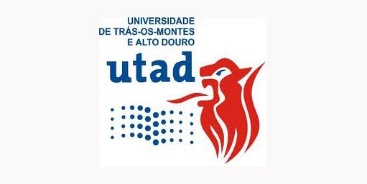 UNIVERSIDADE
DE TRÁS-OS-MONTES
E ALTO DOURO
utad